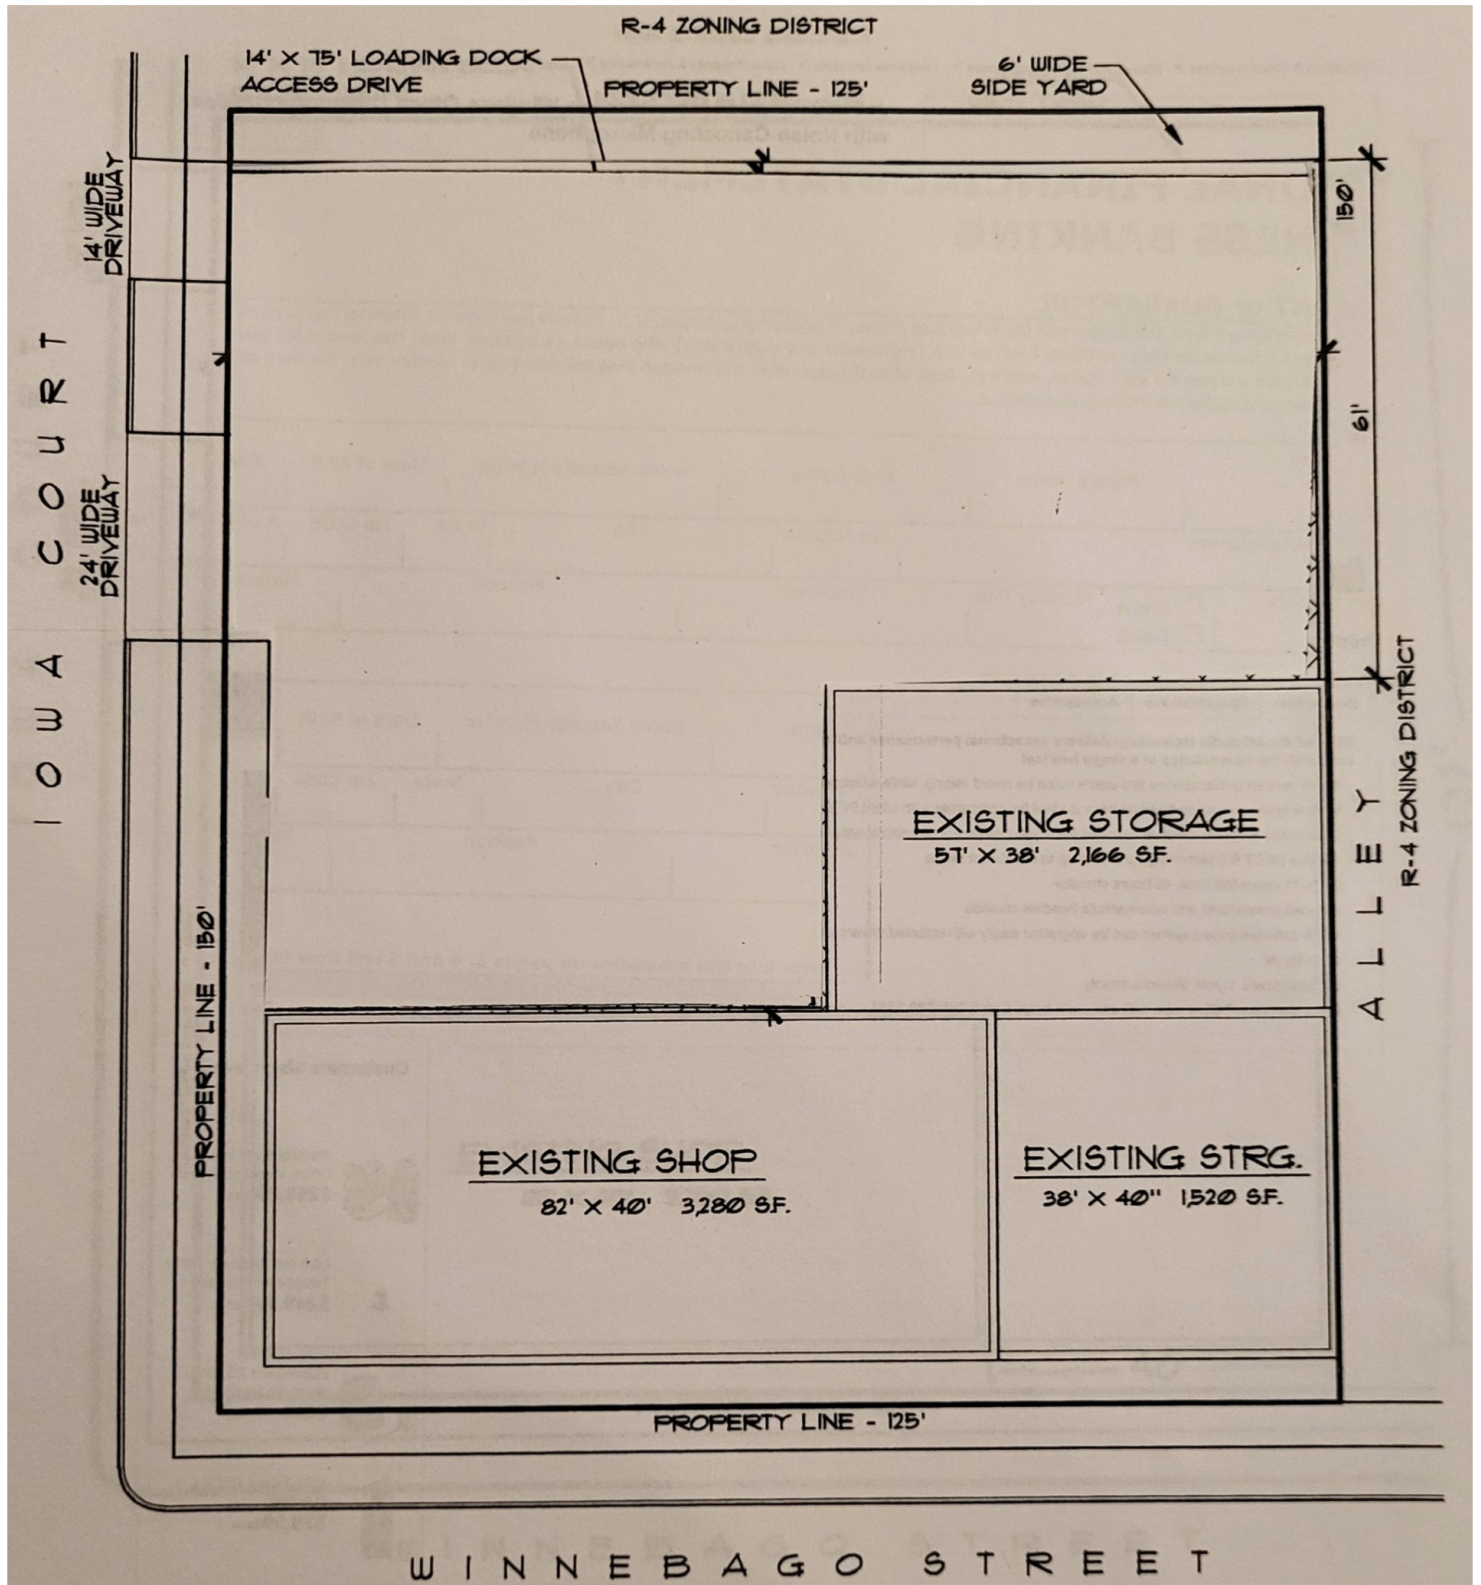 R-4 ZONING DISTRICT
14' X 75' LOADING DOCK
ACCESS DRIVE
PROPERTY LINE - 125'
6' WIDE
SIDE YARD
14' WIDE
DRIVEWAY
150'
61'
IOWA COURT
24' WIDE
DRIVEWAY
R-4 ZONING DISTRICT
ALLEY
EXISTING STORAGE
57' X 38' 2,166 S.F.
PROPERTY LINE - 150'
EXISTING SHOP
82' X 40' 3,280 S.F.
EXISTING STRG.
38' X 40'' 1,520 S.F.
PROPERTY LINE - 125'
WINNEBAGO STREET